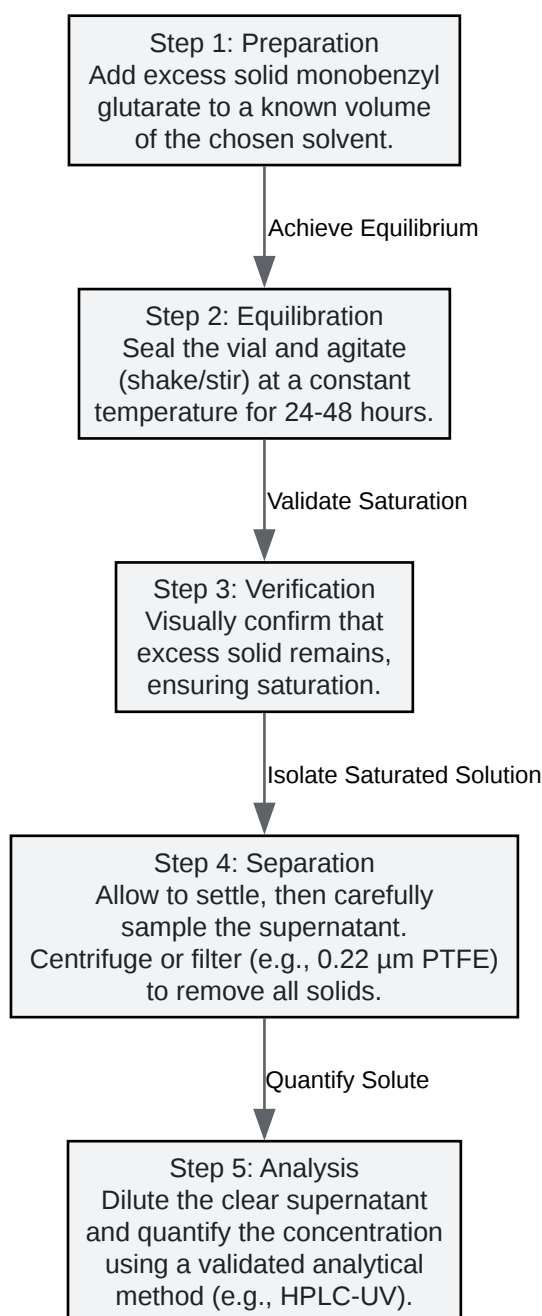 Step 1: Preparation
Add excess solid monobenzyl
glutarate to a known volume
of the chosen solvent.
Achieve Equilibrium
Step 2: Equilibration
Seal the vial and agitate
(shake/stir) at a constant
temperature for 24-48 hours.
Validate Saturation
Step 3: Verification
Visually confirm that
excess solid remains,
ensuring saturation.
Isolate Saturated Solution
Step 4: Separation
Allow to settle, then carefully
sample the supernatant.
Centrifuge or filter (e.g., 0.22 µm PTFE)
to remove all solids.
Quantify Solute
Step 5: Analysis
Dilute the clear supernatant
and quantify the concentration
using a validated analytical
method (e.g., HPLC-UV).